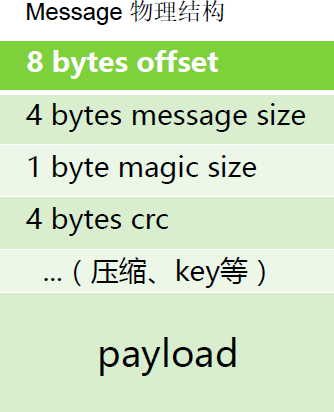 Message 物理结构
8 bytes offset
4 bytes message size
1 byte magic size
4 bytes crc
...（压缩、key等）
payload